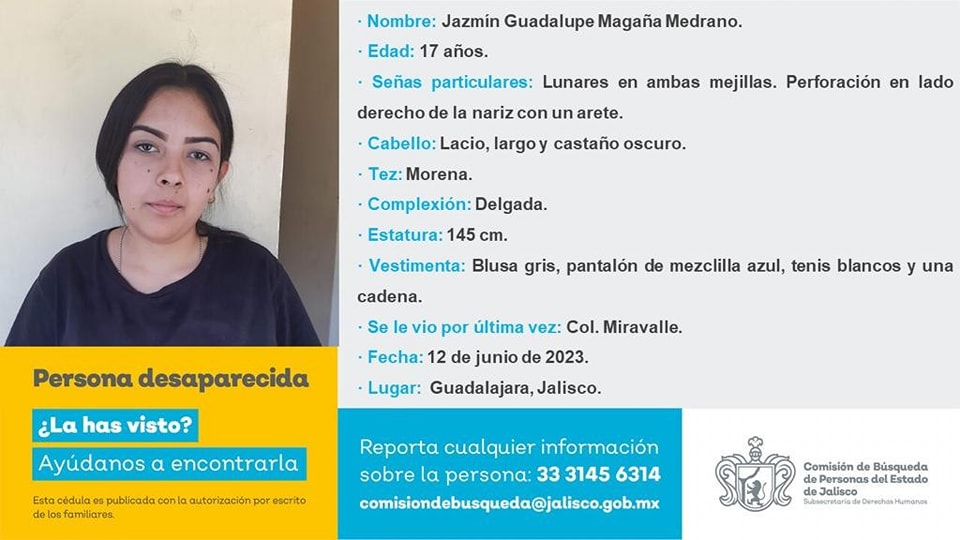 · Nombre: Jazmín Guadalupe Magaña Medrano.
· Edad: 17 años.
· Señas particulares: Lunares en ambas mejillas. Perforación en lado
derecho de la nariz con un arete.
· Cabello: Lacio, largo y castaño oscuro.
· Tez: Morena.
· Complexión: Delgada.
· Estatura: 145 cm.
· Vestimenta: Blusa gris, pantalón de mezclilla azul, tenis blancos y una
cadena.
· Se le vio por última vez: Col. Miravalle.
· Fecha: 12 de junio de 2023.
· Lugar: Guadalajara, Jalisco.
Persona desaparecida
¿La has visto?
Ayúdanos a encontrarla
Esta cédula es publicada con la autorización por escrito
de los familiares.
Reporta cualquier información
sobre la persona: 33 3145 6314
comisiondebusqueda@jalisco.gob.mx
Comisión de Búsqueda
de Personas del Estado
de Jalisco
Subsecretaría de Derechos Humanos